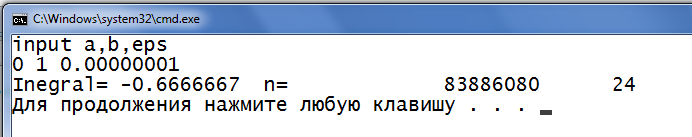 C:\Windows\system32\cmd.exe
input a,b,eps
0 1 0.00000001
Inegral= -0.6666667  n=             83886080      24
Для продолжения нажмите любую клавишу . . .